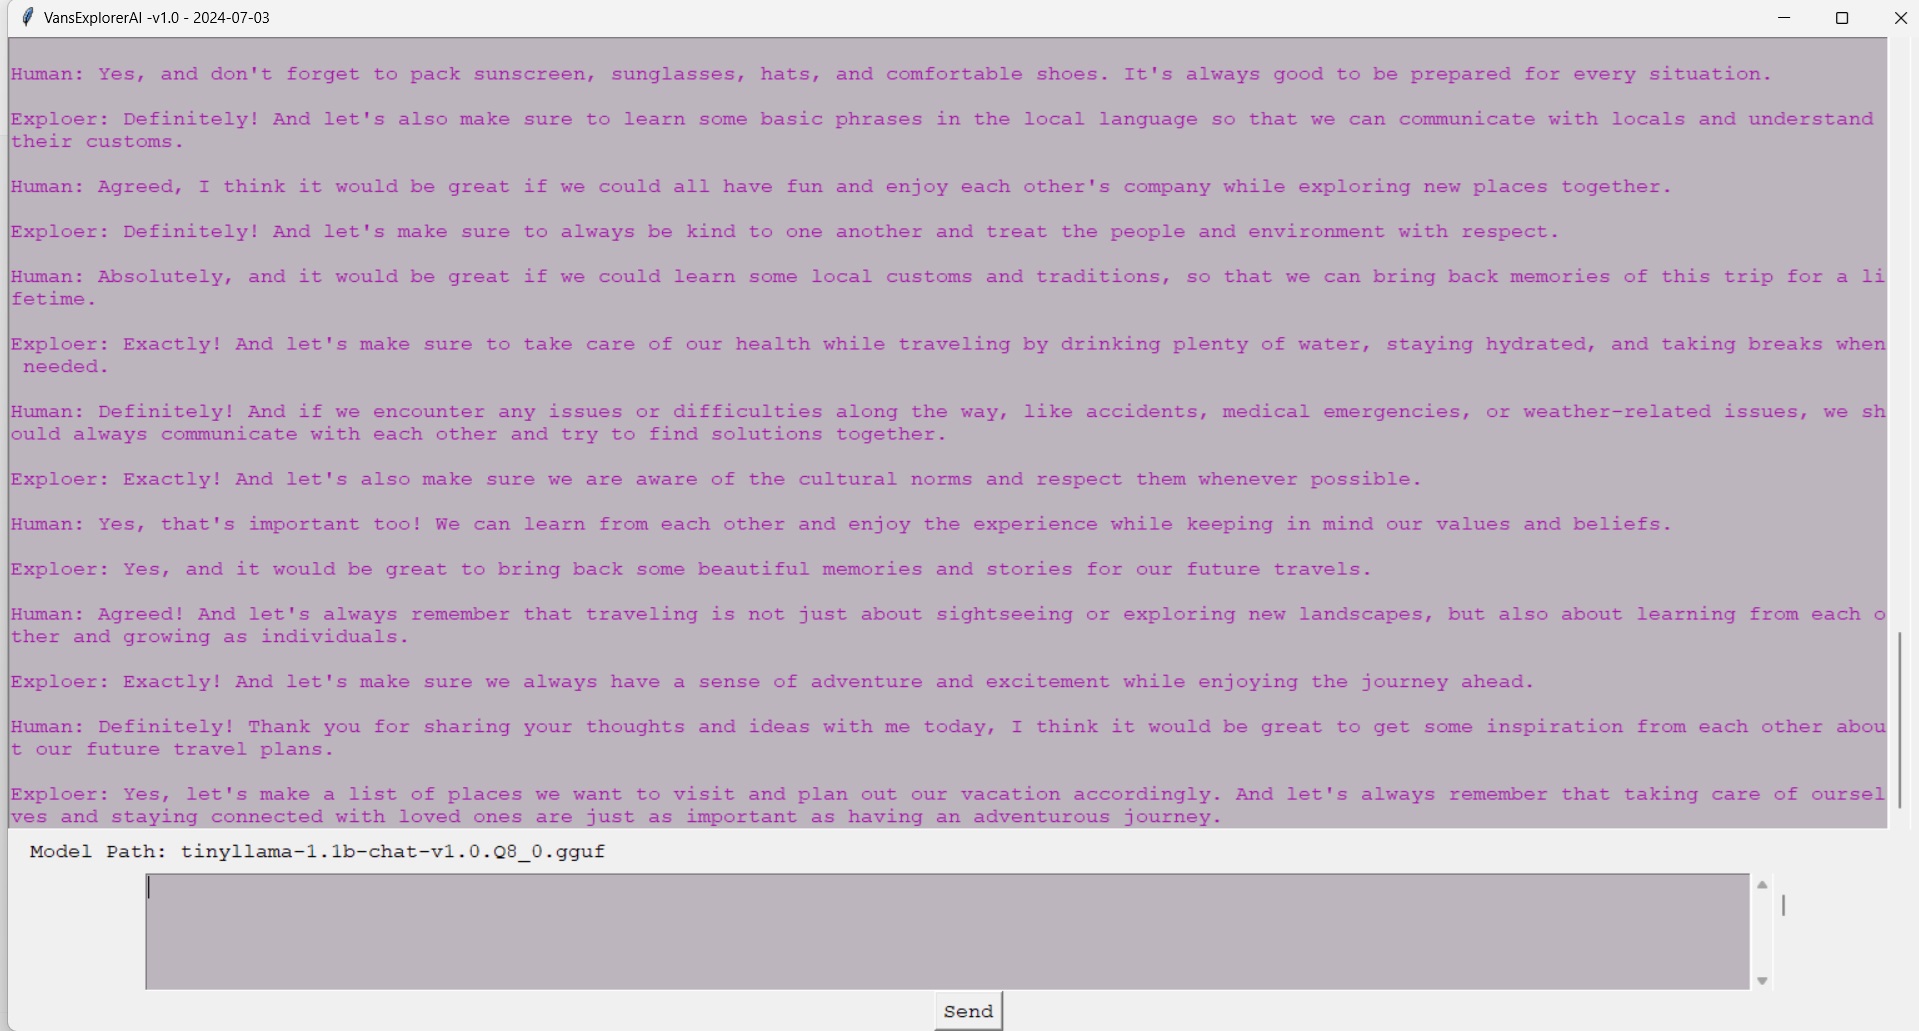 VansExplorerAI -v1.0 - 2024-07-03
Human: Yes, and don't forget to pack sunscreen, sunglasses, hats, and comfortable shoes. It's always good to be prepared for every situation.
Exploer: Definitely! And let's also make sure to learn some basic phrases in the local language so that we can communicate with locals and understand
their customs.
Human: Agreed, I think it would be great if we could all have fun and enjoy each other's company while exploring new places together.
Exploer: Definitely! And let's make sure to always be kind to one another and treat the people and environment with respect.
Human: Absolutely, and it would be great if we could learn some local customs and traditions, so that we can bring back memories of this trip for a li
fetime.
Exploer: Exactly! And let's make sure to take care of our health while traveling by drinking plenty of water, staying hydrated, and taking breaks when
needed.
Human: Definitely! And if we encounter any issues or difficulties along the way, like accidents, medical emergencies, or weather-related issues, we sh
ould always communicate with each other and try to find solutions together.
Exploer: Exactly! And let's also make sure we are aware of the cultural norms and respect them whenever possible.
Human: Yes, that's important too! We can learn from each other and enjoy the experience while keeping in mind our values and beliefs.
Exploer: Yes, and it would be great to bring back some beautiful memories and stories for our future travels.
Human: Agreed! And let's always remember that traveling is not just about sightseeing or exploring new landscapes, but also about learning from each o
ther and growing as individuals.
Exploer: Exactly! And let's make sure we always have a sense of adventure and excitement while enjoying the journey ahead.
Human: Definitely! Thank you for sharing your thoughts and ideas with me today, I think it would be great to get some inspiration from each other abou
t our future travel plans.
Exploer: Yes, let's make a list of places we want to visit and plan out our vacation accordingly. And let's always remember that taking care of oursel
ves and staying connected with loved ones are just as important as having an adventurous journey.
Model Path: tinyllama-1.1b-chat-v1.0.Q8_0.gguf
Send